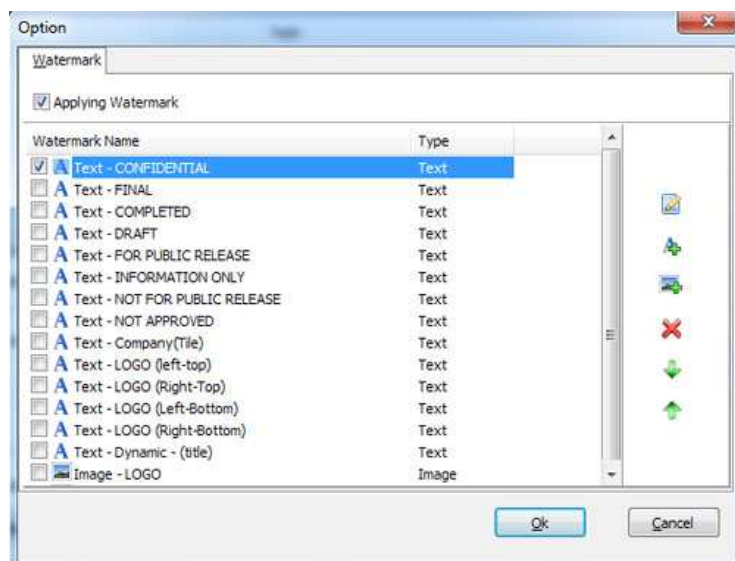 Option
Watermark
Applying Watermark
Watermark Name Type
Text - CONFIDENTIAL Text
Text - FINAL Text
Text - COMPLETED Text
Text - DRAFT Text
Text - FOR PUBLIC RELEASE Text
Text - INFORMATION ONLY Text
Text - NOT FOR PUBLIC RELEASE Text
Text - NOT APPROVED Text
Text - Company(Tile) Text
Text - LOGO (left-top) Text
Text - LOGO (Right-Top) Text
Text - LOGO (Left-Bottom) Text
Text - LOGO (Right-Bottom) Text
Text - Dynamic - (title) Text
Image - LOGO Image
Ok Cancel